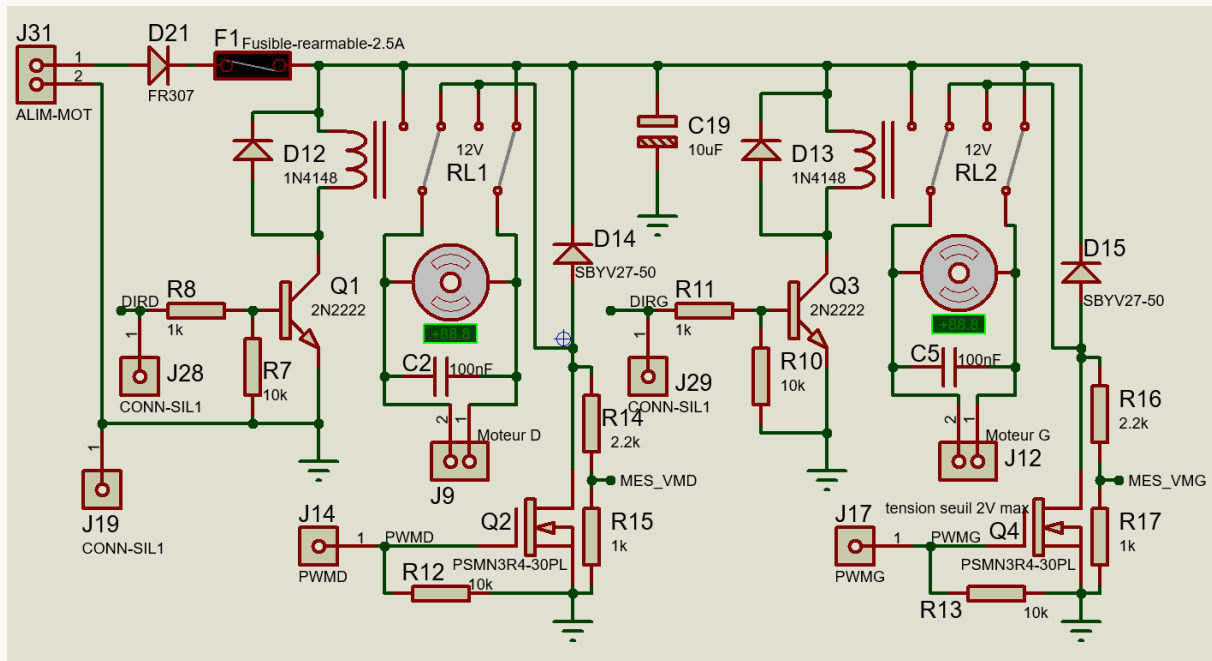 J31
1
2
ALIM-MOT
D21
FR307
F1
Fusible-rearmable-2.5A
D12
1N4148
12V
RL1
C19
10uF
D13
1N4148
12V
RL2
D14
SBYV27-50
D15
SBYV27-50
DIRD
R8
1k
Q1
2N2222
+88.8
DIRG
R11
1k
Q3
2N2222
+88.8
1
J28
CONN-SIL1
R7
10k
C2
100nF
1
J29
CONN-SIL1
R10
10k
C5
100nF
R14
2.2k
R16
2.2k
2
1
Moteur D
J9
2
1
Moteur G
J12
1
J19
CONN-SIL1
MES_VMD
MES_VMG
J14
1
PWMD
PWMD
Q2
PSMN3R4-30PL
R15
1k
R12
10k
J17
1
PWMG
PWMG
tension seuil 2V max
Q4
PSMN3R4-30PL
R17
1k
R13
10k